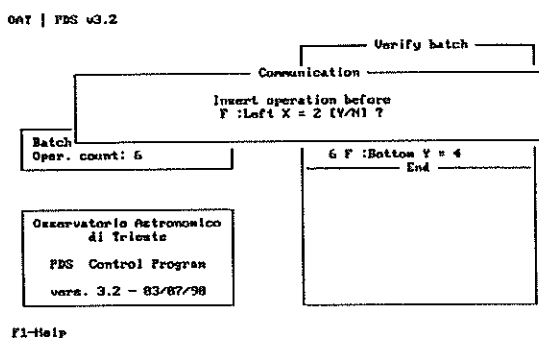 OAT | PDS v3.2
Verify batch
Communication
Insert operation before
F :Left X = 2 [Y/N] ?
Batch
Oper. count: 6
6 F :Bottom Y = 4
End
Osservatorio Astronomico
di Trieste
PDS Control Program
vers. 3.2 - 03/07/90
F1-Help